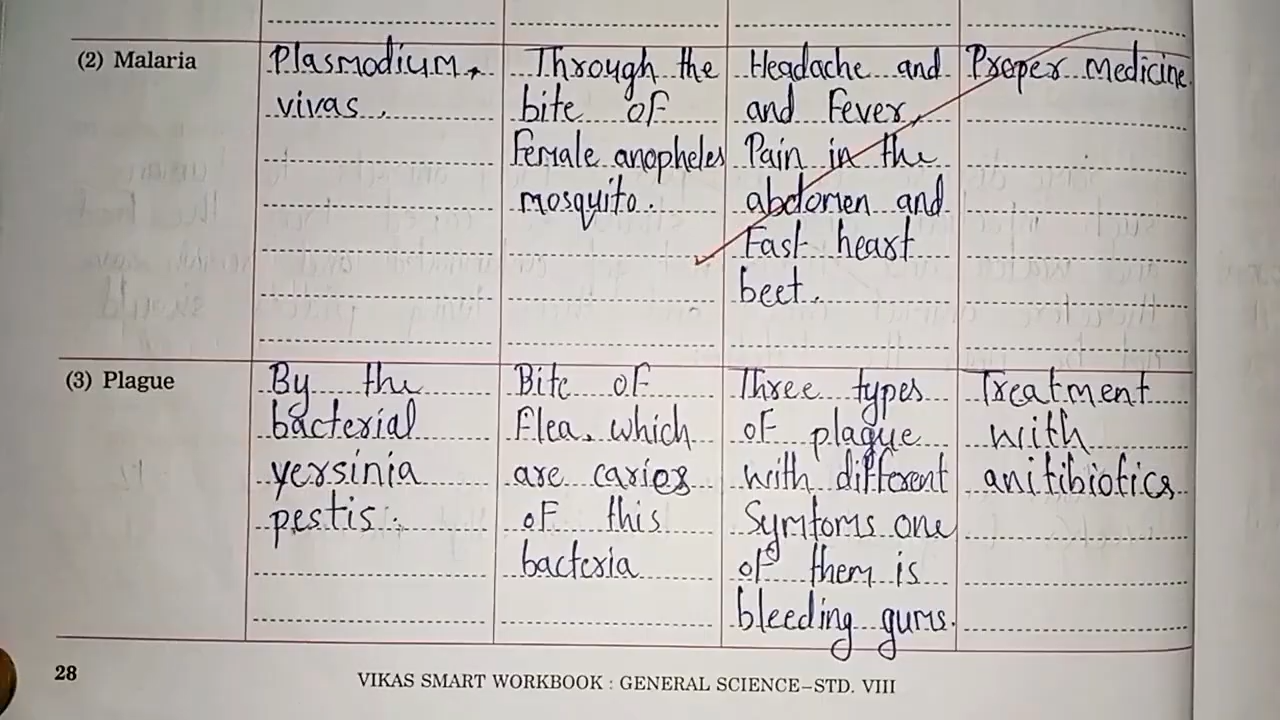 (2) Malaria
Plasmodium
vivas.
Through the
bite of
Female anopheles
mosquito.
Headache and
and Fever,
Pain in the
abdomen and
Fast heart
beet.
Proper medicine.
(3) Plague
By the
bacterial
yersinia
pestis.
Bite of
Flea, which
are caries
of this
bacteria
Three types
of plague
with different
Symtoms one
of them is
bleeding gums.
Treatment
with
anitibiotics
28
VIKAS SMART WORKBOOK : GENERAL SCIENCE–STD. VIII